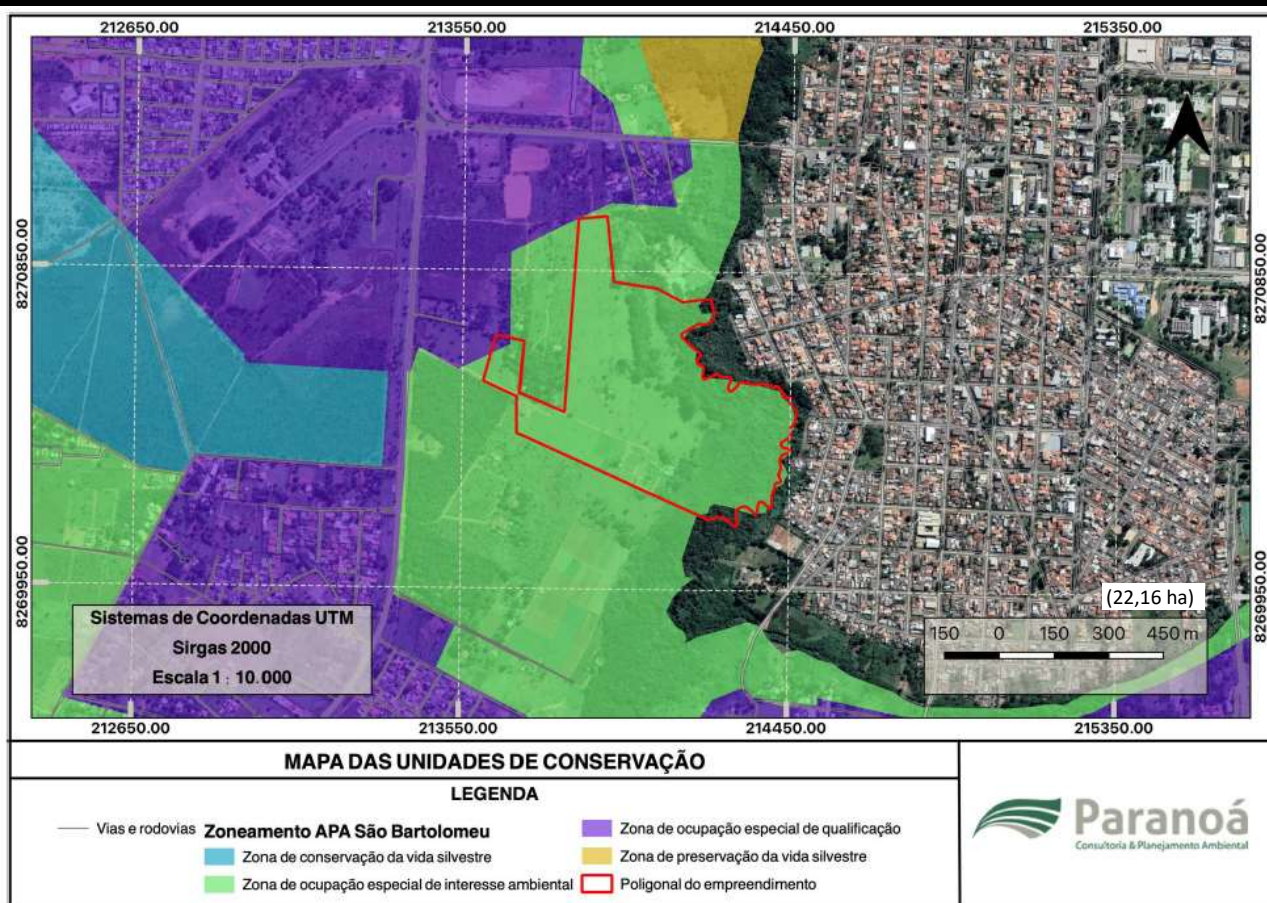 212650.00 213550.00 214450.00 215350.00
8270850.00
8270850.00
8269950.00
8269950.00
(22,16 ha)
150 0 150 300 450 m
Sistemas de Coordenadas UTM
Sirgas 2000
Escala 1 : 10.000
212650.00 213550.00 214450.00 215350.00
MAPA DAS UNIDADES DE CONSERVAÇÃO
LEGENDA
Vias e rodovias
Zoneamento APA São Bartolomeu
Zona de conservação da vida silvestre
Zona de ocupação especial de interesse ambiental
Zona de ocupação especial de qualificação
Zona de preservação da vida silvestre
Poligonal do empreendimento
Paranoá
Consultoria & Planejamento Ambiental